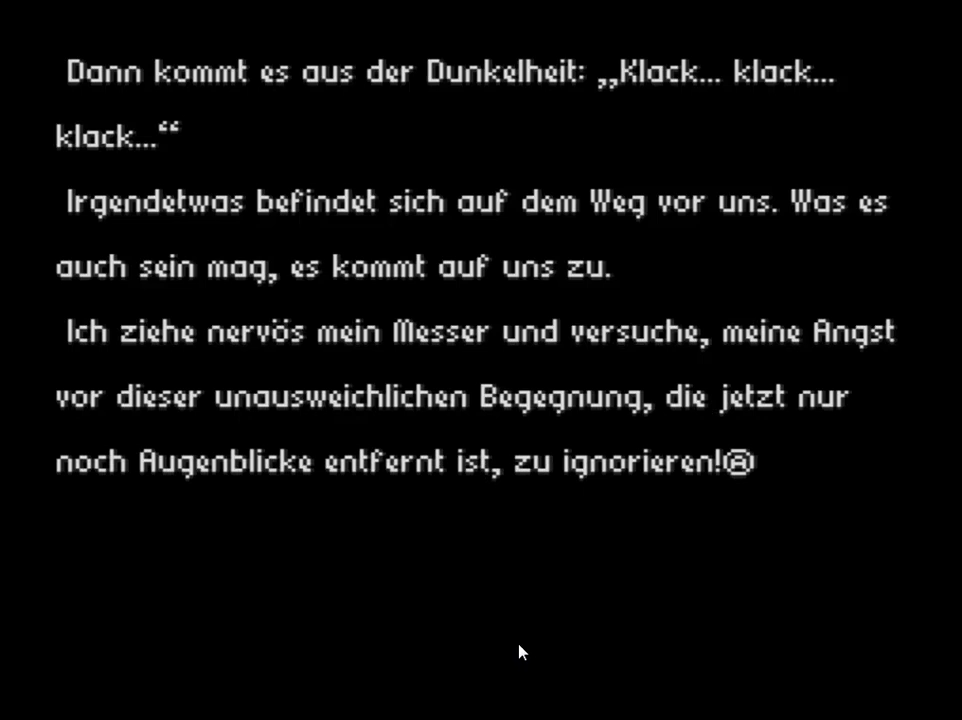 Dann kommt es aus der Dunkelheit: „Klack... klack...
klack...“
Irgendetwas befindet sich auf dem Weg vor uns. Was es
auch sein mag, es kommt auf uns zu.
Ich ziehe nervös mein Messer und versuche, meine Angst
vor dieser unausweichlichen Begegnung, die jetzt nur
noch Augenblicke entfernt ist, zu ignorieren!@